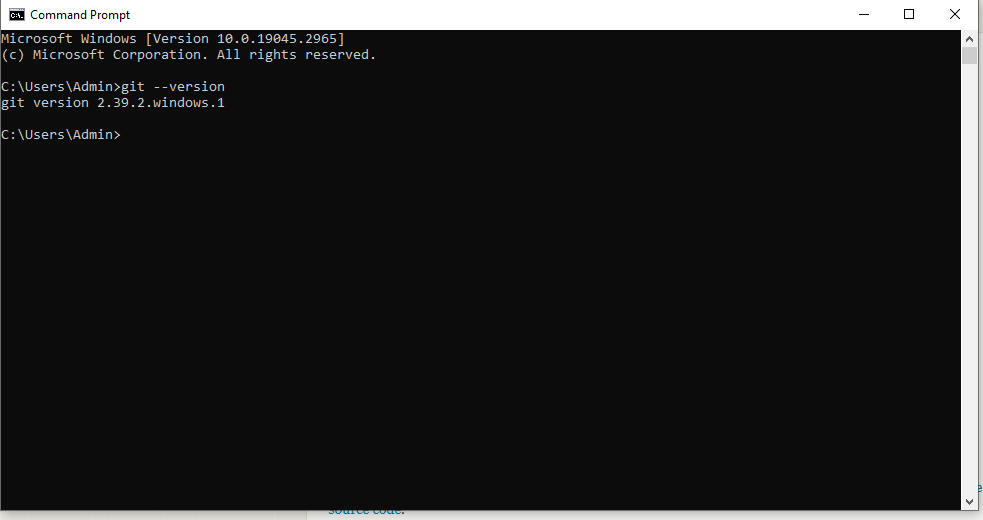 Command Prompt
Microsoft Windows [Version 10.0.19045.2965]
(c) Microsoft Corporation. All rights reserved.
C:\Users\Admin>git --version
git version 2.39.2.windows.1
C:\Users\Admin>
source code.